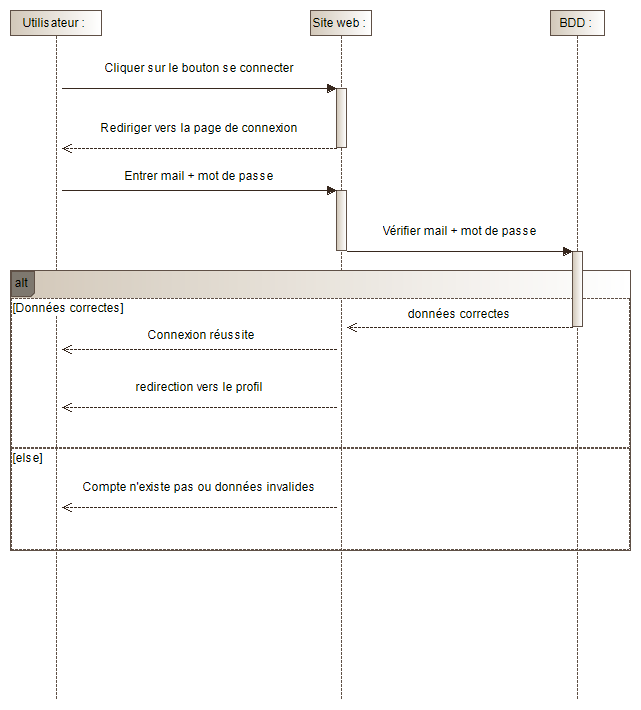 Utilisateur :
Site web :
BDD :
Cliquer sur le bouton se connecter
Rediriger vers la page de connexion
Entrer mail + mot de passe
Vérifier mail + mot de passe
alt
[Données correctes]
données correctes
Connexion réussite
redirection vers le profil
[else]
Compte n'existe pas ou données invalides